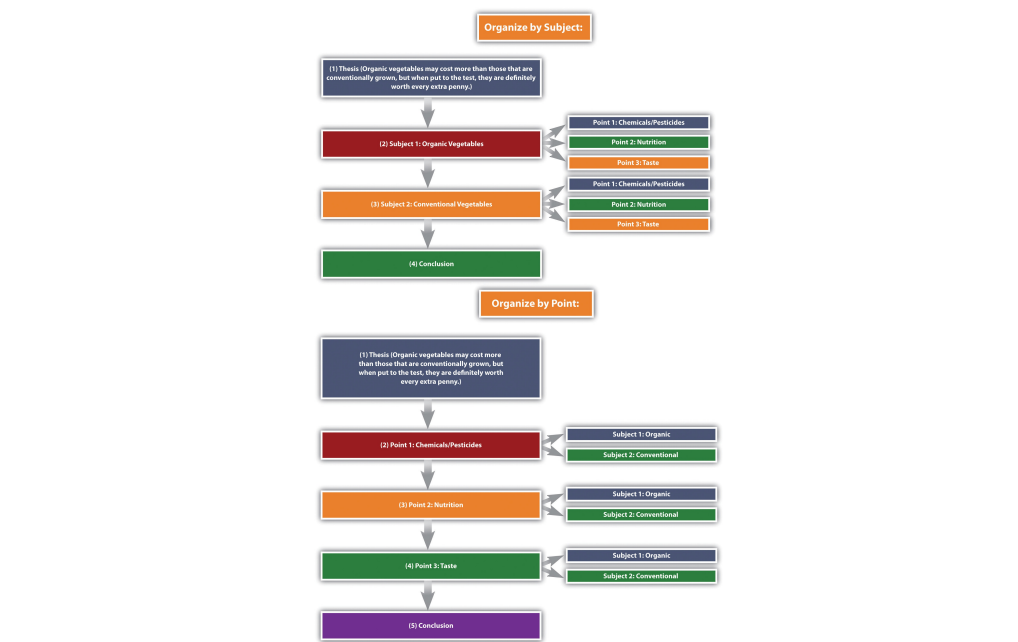 Organize by Subject:
(1) Thesis (Organic vegetables may cost more than those that are
conventionally grown, but when put to the test, they are definitely
worth every extra penny.)
(2) Subject 1: Organic Vegetables
Point 1: Chemicals/Pesticides
Point 2: Nutrition
Point 3: Taste
(3) Subject 2: Conventional Vegetables
Point 1: Chemicals/Pesticides
Point 2: Nutrition
Point 3: Taste
(4) Conclusion
Organize by Point:
(1) Thesis (Organic vegetables may cost more
than those that are conventionally grown, but
when put to the test, they are definitely worth
every extra penny.)
(2) Point 1: Chemicals/Pesticides
Subject 1: Organic
Subject 2: Conventional
(3) Point 2: Nutrition
Subject 1: Organic
Subject 2: Conventional
(4) Point 3: Taste
Subject 1: Organic
Subject 2: Conventional
(5) Conclusion